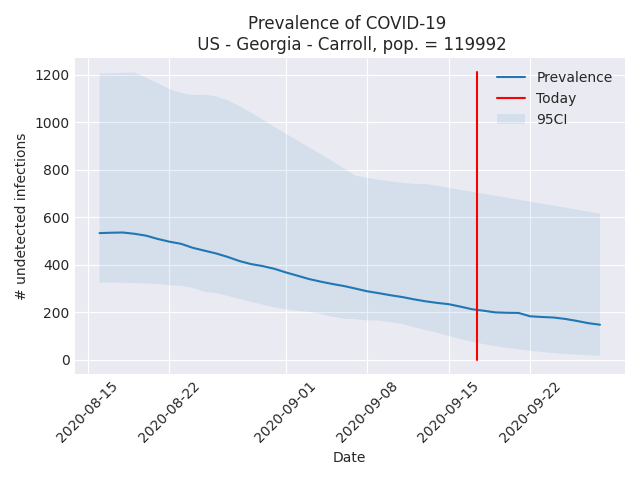 Prevalence of COVID-19
US - Georgia - Carroll, pop. = 119992
Prevalence
Today
95CI
# undetected infections
1200
1000
800
600
400
200
0
2020-08-15
2020-08-22
2020-09-01
2020-09-08
2020-09-15
2020-09-22
Date